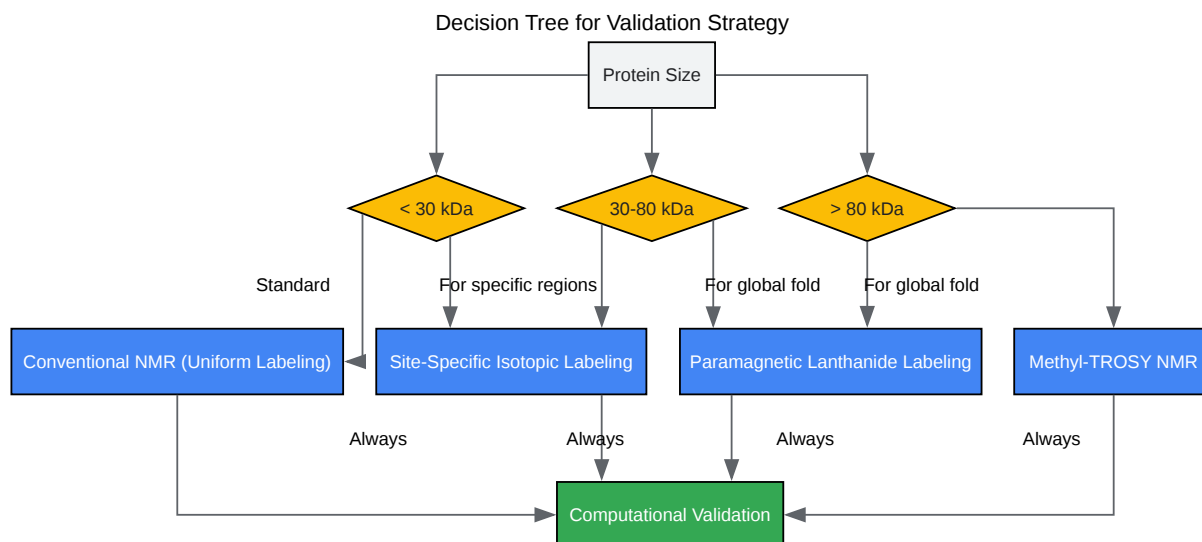 Decision Tree for Validation Strategy
Protein Size
< 30 kDa
30-80 kDa
> 80 kDa
Standard
For specific regions
For global fold
For global fold
Conventional NMR (Uniform Labeling)
Site-Specific Isotopic Labeling
Paramagnetic Lanthanide Labeling
Methyl-TROSY NMR
Always
Always
Always
Always
Computational Validation